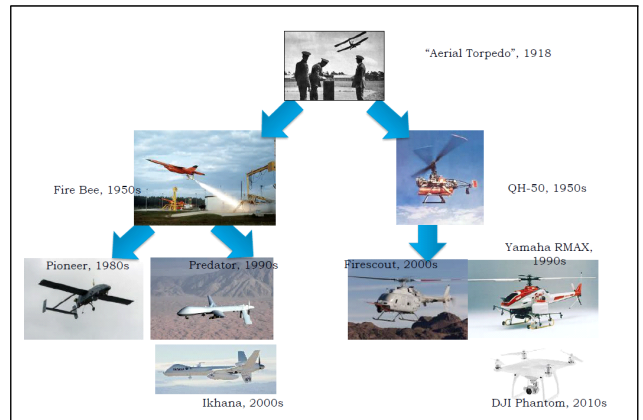 “Aerial Torpedo”, 1918
Fire Bee, 1950s
QH-50, 1950s
Pioneer, 1980s
Predator, 1990s
Firescout, 2000s
Yamaha RMAX,
1990s
Ikhana, 2000s
DJI Phantom, 2010s